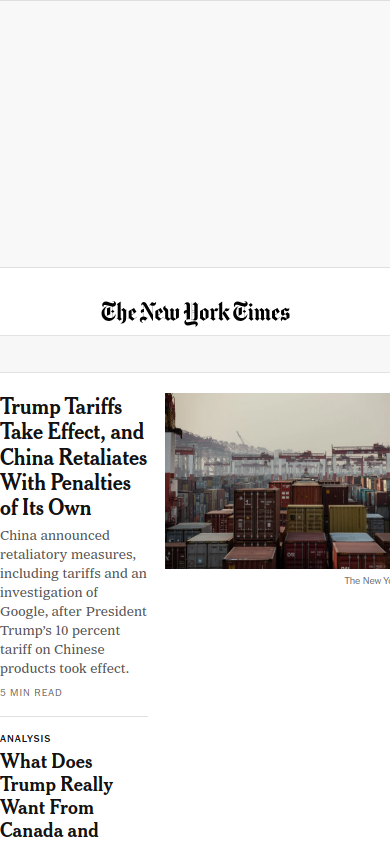 The New York Times
Trump Tariffs
Take Effect, and
China Retaliates
With Penalties
of Its Own
China announced
retaliatory measures,
including tariffs and an
investigation of
Google, after President
Trump's 10 percent
tariff on Chinese
products took effect.
5 MIN READ
The New Yo
ANALYSIS
What Does
Trump Really
Want From
Canada and